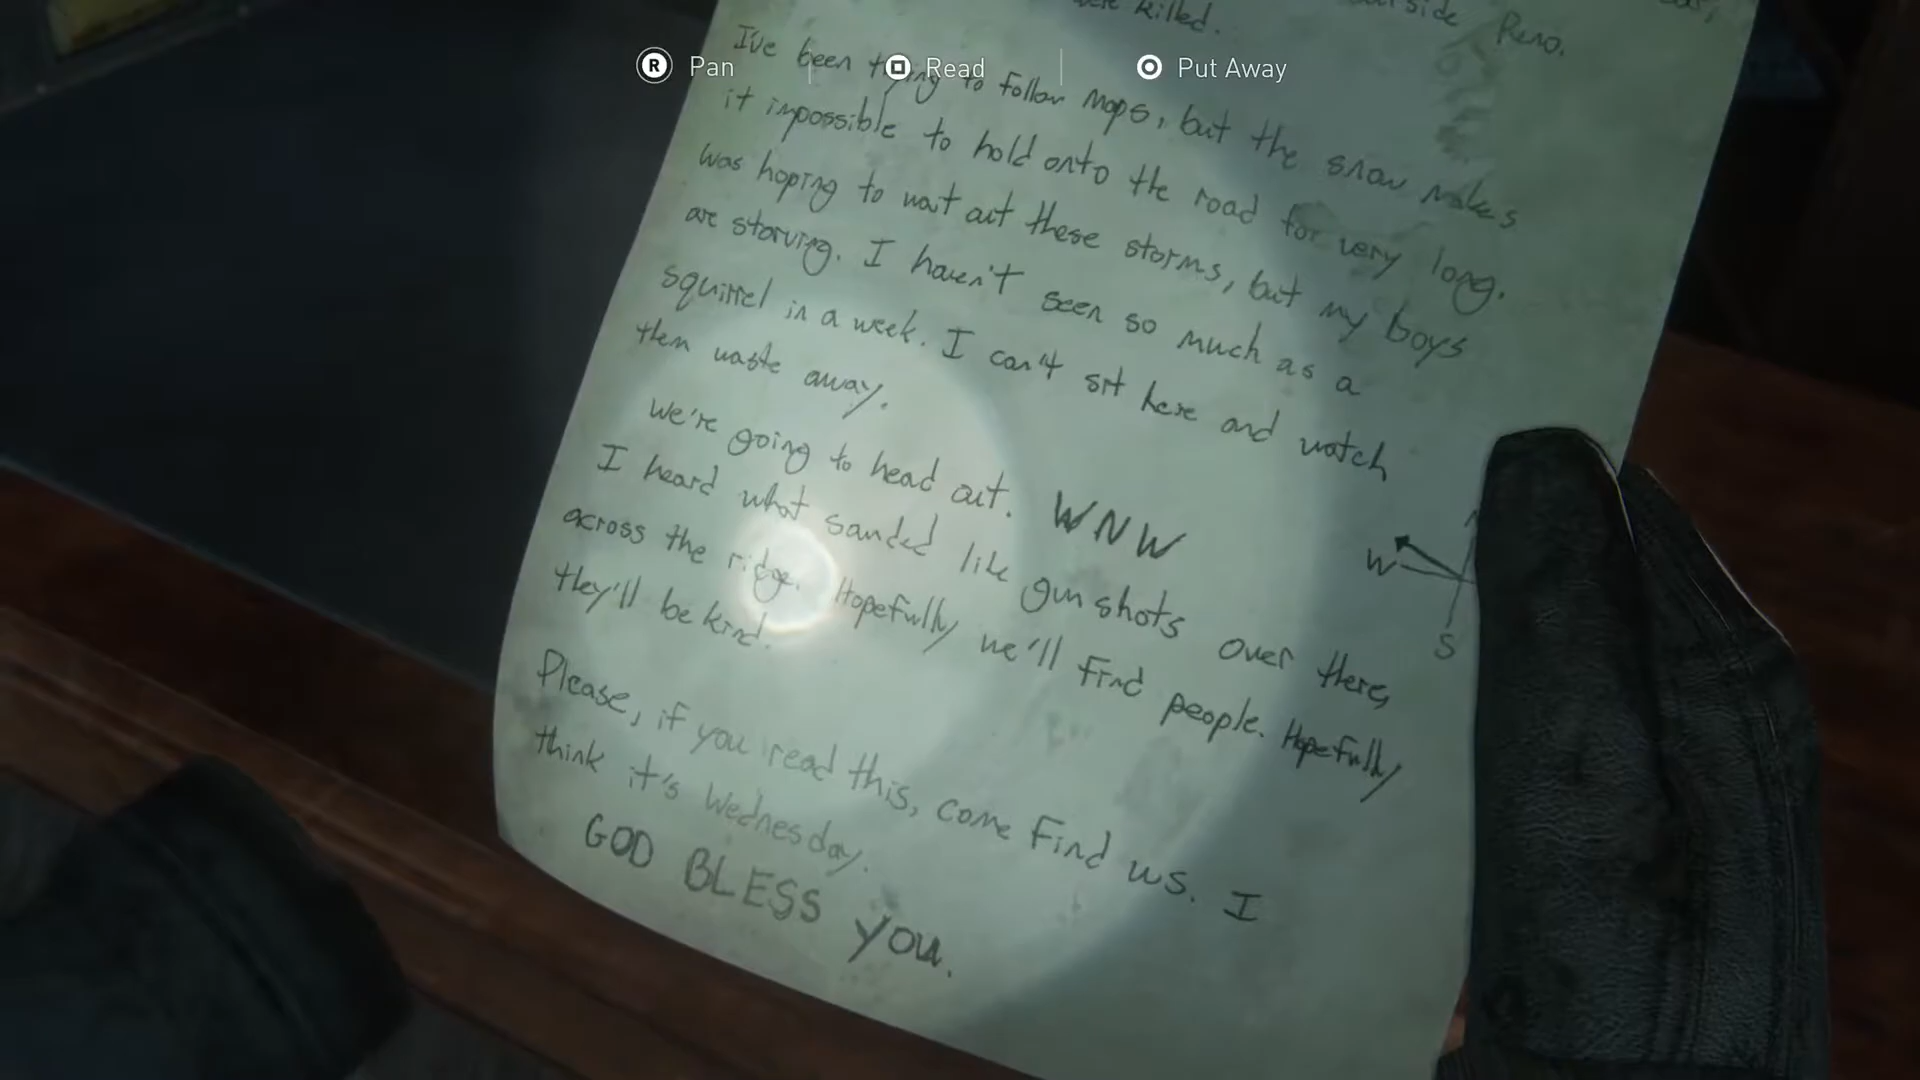 were killed.
outside Reno.
I've been trying to follow maps, but the snow makes
it impossible to hold onto the road for very long.
was hoping to wait out these storms, but my boys
are starving. I haven't seen so much as a
squirrel in a week. I can't sit here and watch
them waste away.
We're going to head out. WNW
I heard what sounded like gun shots over there,
across the ridge. Hopefully we'll find people. Hopefully
they'll be kind.
Please, if you read this, come find us. I
think it's Wednesday.
GOD BLESS YOU.
W
S
R Pan
Read
Put Away